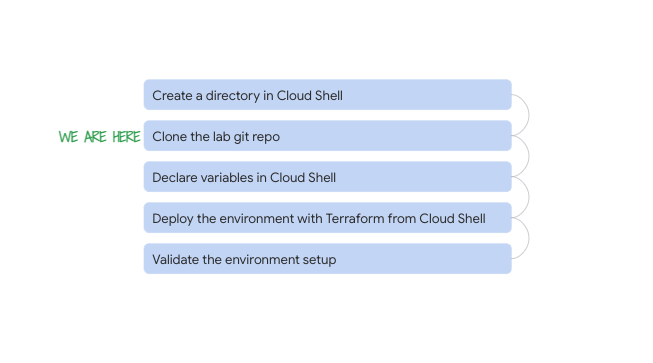 Create a directory in Cloud Shell
WE ARE HERE Clone the lab git repo
Declare variables in Cloud Shell
Deploy the environment with Terraform from Cloud Shell
Validate the environment setup